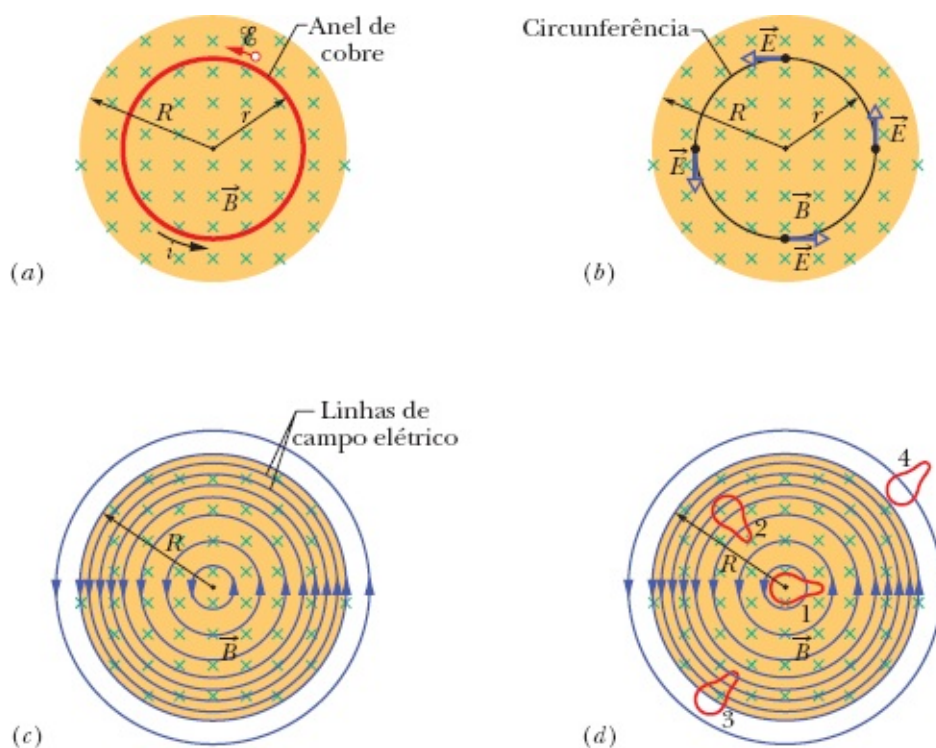 ℰ
Anel de
cobre
R
r
B
i
(a)
Circunferência
E
R
r
E
E
B
E
(b)
Linhas de
campo elétrico
R
B
(c)
4
2
R
1
B
3
(d)